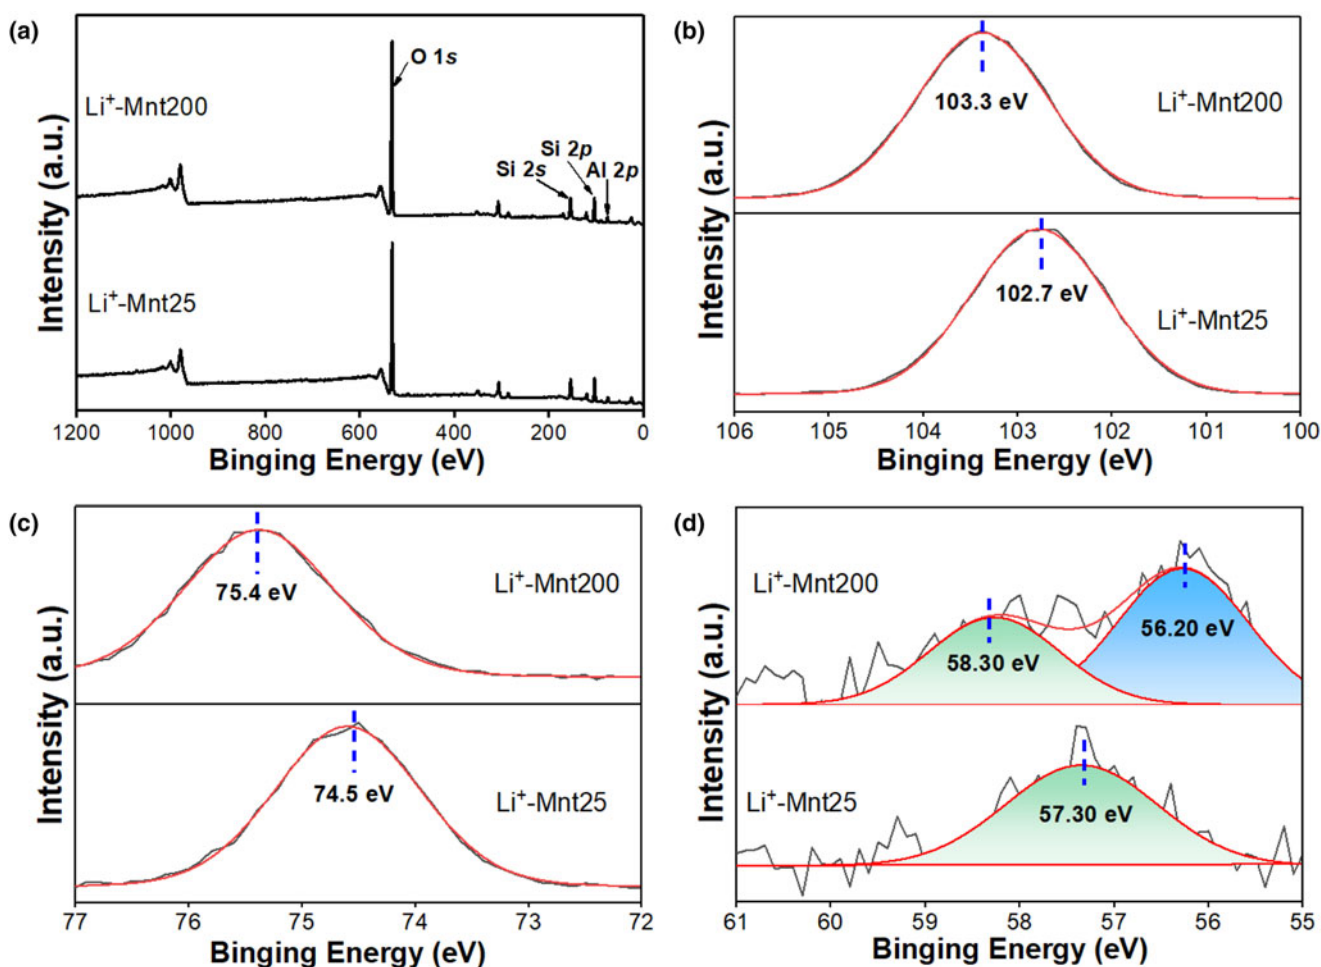 (a)
Li⁺-Mnt200
O 1s
Si 2p
Si 2s
Al 2p
Li⁺-Mnt25
Intensity (a.u.)
1200 1000 800 600 400 200 0
Binging Energy (eV)
(b)
103.3 eV
Li⁺-Mnt200
102.7 eV
Li⁺-Mnt25
Intensity (a.u.)
106 105 104 103 102 101 100
Binging Energy (eV)
(c)
75.4 eV
Li⁺-Mnt200
74.5 eV
Li⁺-Mnt25
Intensity (a.u.)
77 76 75 74 73 72
Binging Energy (eV)
(d)
Li⁺-Mnt200
58.30 eV
56.20 eV
Li⁺-Mnt25
57.30 eV
Intensity (a.u.)
61 60 59 58 57 56 55
Binging Energy (eV)